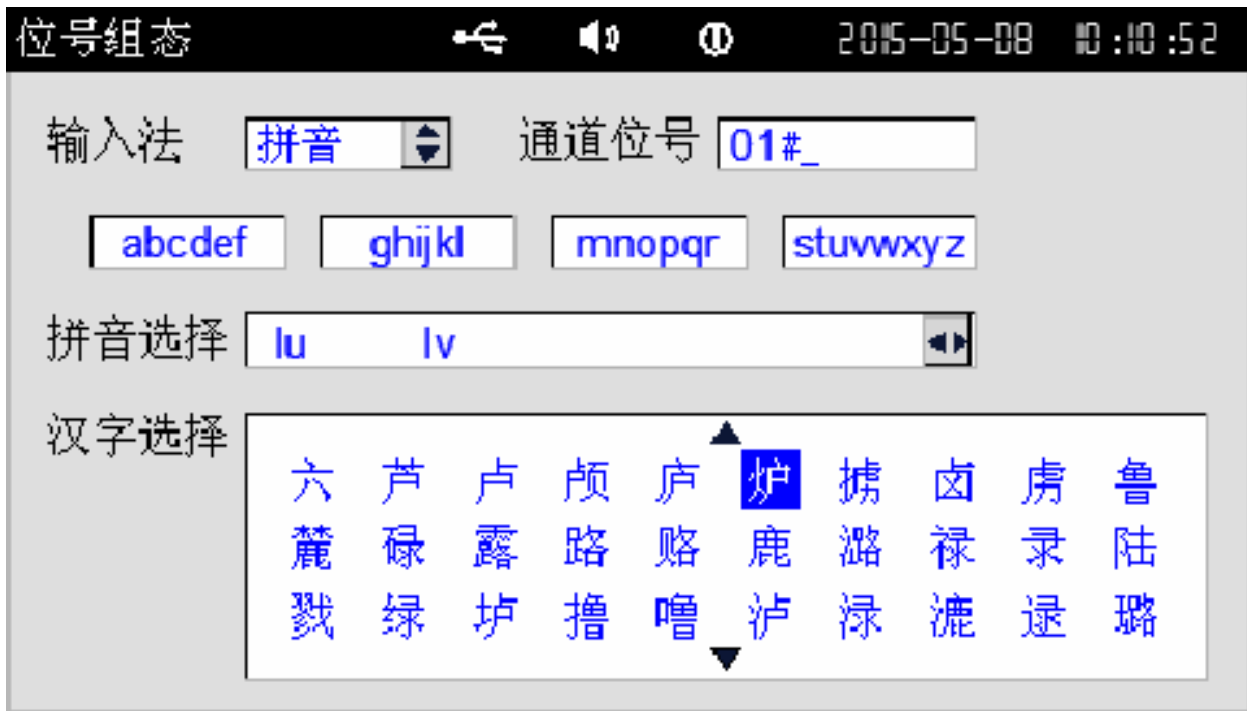 位号组态 2015-05-08 10:10:52
输入法 拼音 通道位号 01#_
abcdef ghijkl mnopqr stuvwxyz
拼音选择 lu lv
汉字选择
六 芦 卢 颅 庐 炉 掳 卤 虏 鲁
麓 碌 露 路 赂 鹿 潞 禄 录 陆
戮 绿 垆 撸 噜 泸 渌 漉 逯 璐